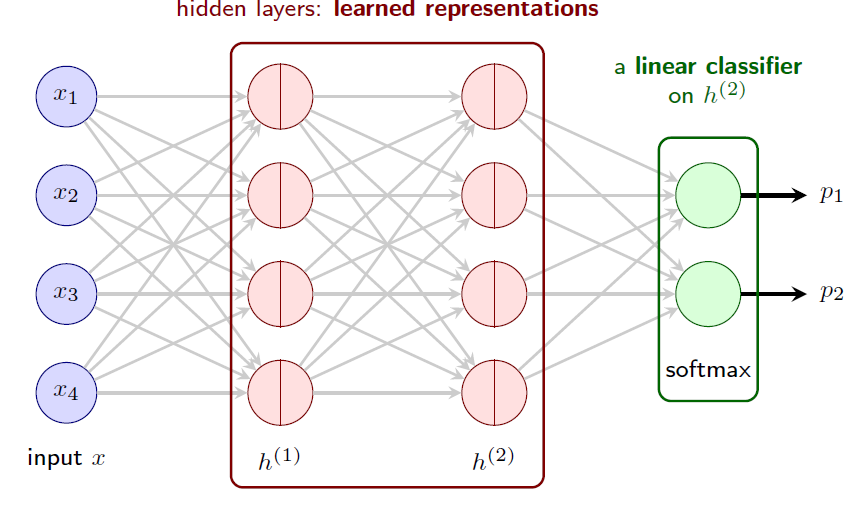 hidden layers: learned representations
a linear classifier
on h^{(2)}
x_1
x_2
x_3
x_4
p_1
p_2
softmax
input x
h^{(1)}
h^{(2)}